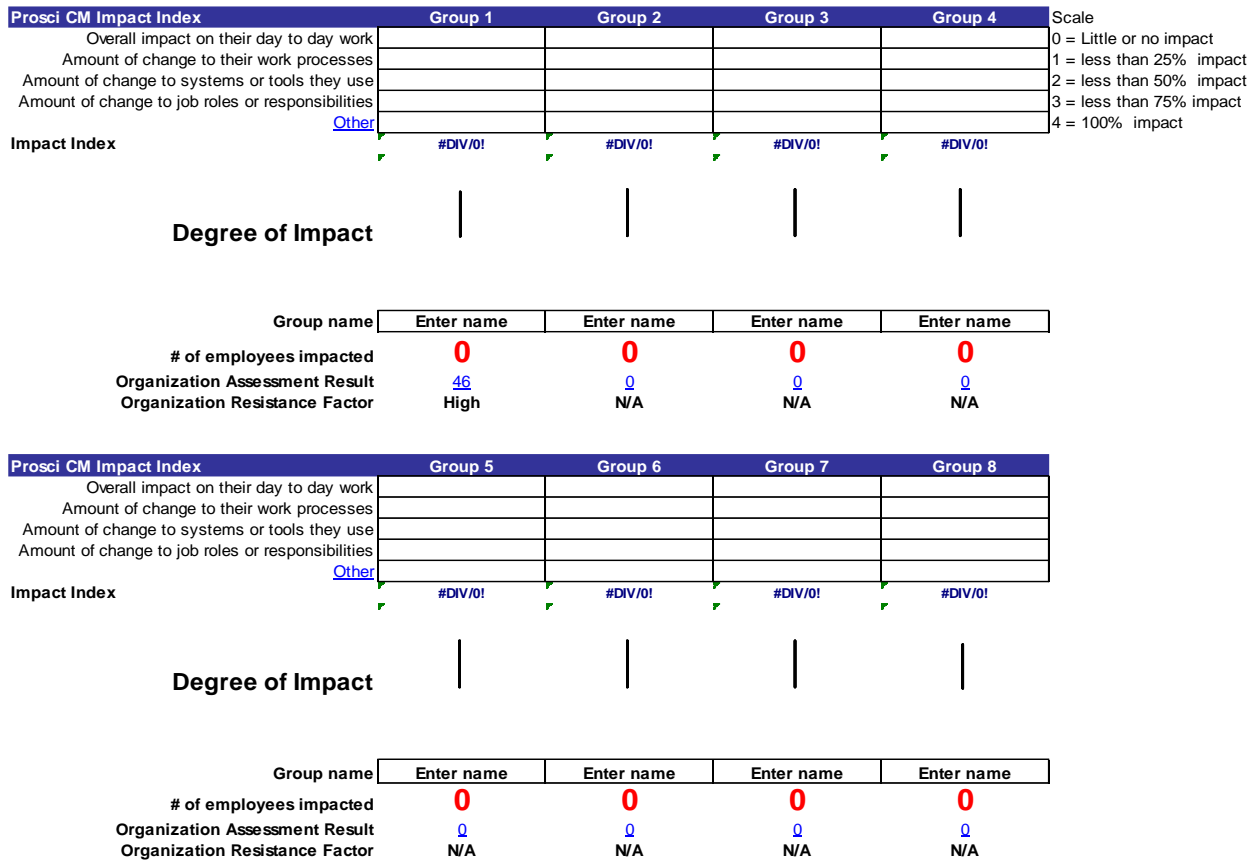 Prosci CM Impact Index Group 1 Group 2 Group 3 Group 4 Scale
Overall impact on their day to day work 0 = Little or no impact
Amount of change to their work processes 1 = less than 25% impact
Amount of change to systems or tools they use 2 = less than 50% impact
Amount of change to job roles or responsibilities 3 = less than 75% impact
Other 4 = 100% impact
Impact Index #DIV/0! #DIV/0! #DIV/0! #DIV/0!
Degree of Impact
Group name Enter name Enter name Enter name Enter name
# of employees impacted 0 0 0 0
Organization Assessment Result 46 0 0 0
Organization Resistance Factor High N/A N/A N/A
Prosci CM Impact Index Group 5 Group 6 Group 7 Group 8
Overall impact on their day to day work
Amount of change to their work processes
Amount of change to systems or tools they use
Amount of change to job roles or responsibilities
Other
Impact Index #DIV/0! #DIV/0! #DIV/0! #DIV/0!
Degree of Impact
Group name Enter name Enter name Enter name Enter name
# of employees impacted 0 0 0 0
Organization Assessment Result 0 0 0 0
Organization Resistance Factor N/A N/A N/A N/A